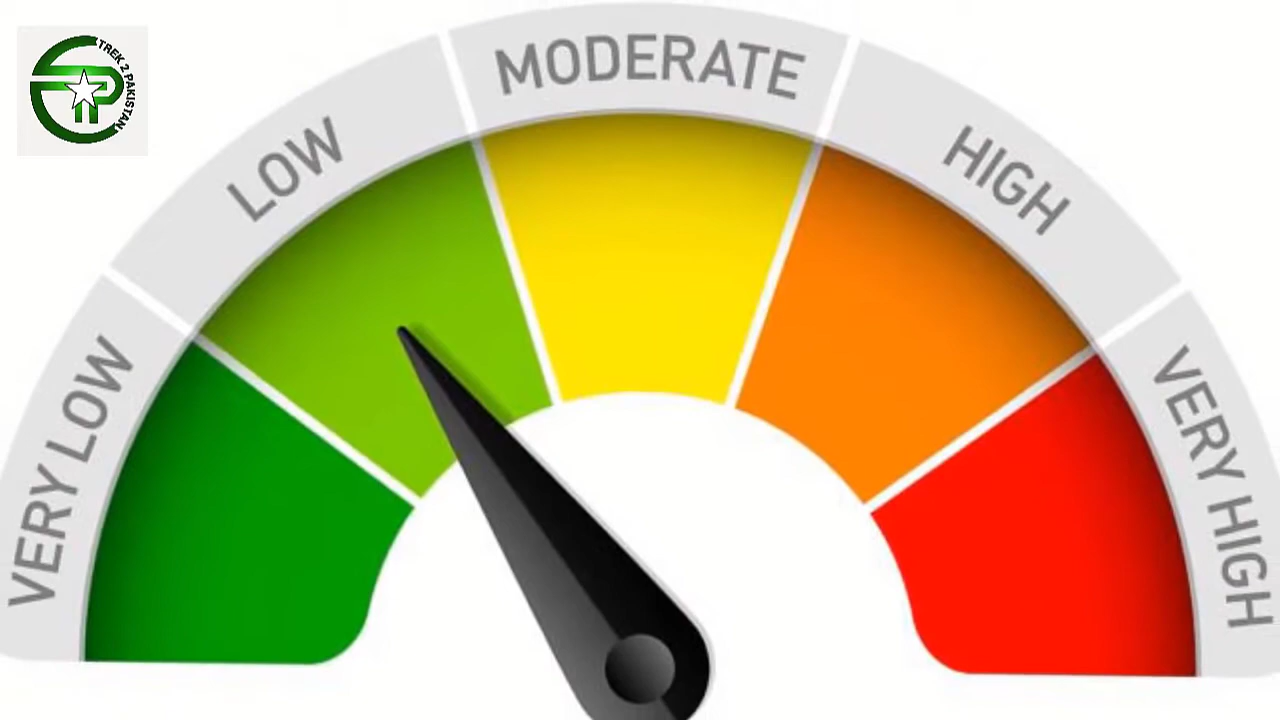 TREK 2 PAKISTAN
VERY LOW
LOW
MODERATE
HIGH
VERY HIGH